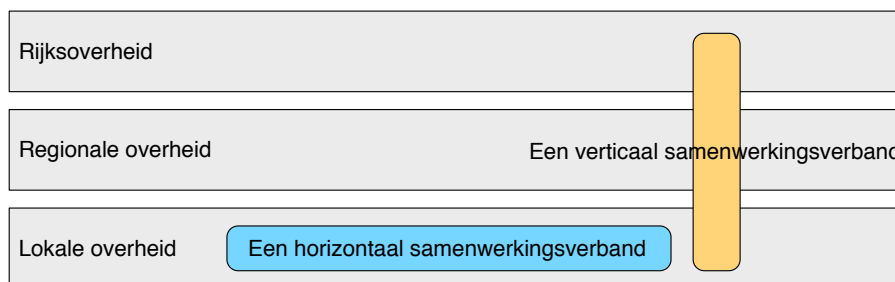 Rijksoverheid
Regionale overheid
Een verticaal samenwerkingsverband
Lokale overheid
Een horizontaal samenwerkingsverband